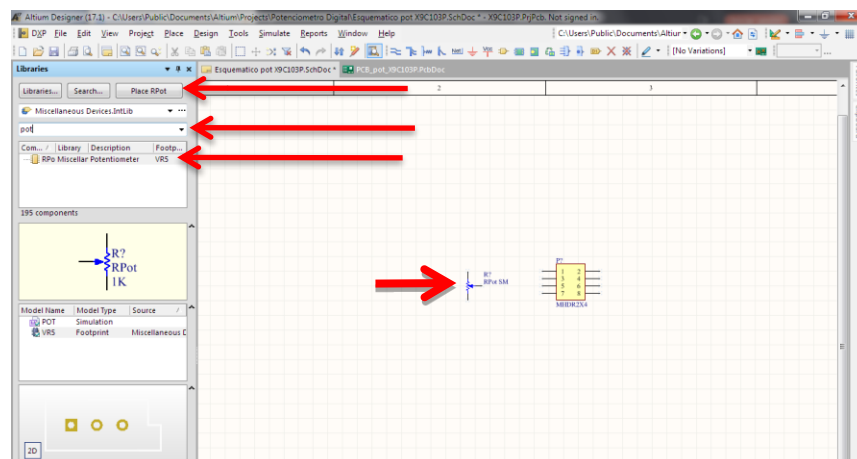 Altium Designer (17.1) - C:\Users\Public\Documents\Altium\Projects\Potenciometro Digital\Esquematico pot X9C103P.SchDoc * - X9C103P.PrjPcb. Not signed in.
DXP File Edit View Project Place Design Tools Simulate Reports Window Help C:\Users\Public\Documents\Altiur
[No Variations] ...
Libraries
Esquematico pot X9C103P.SchDoc * PCB_pot_X9C103P.PcbDoc
Libraries... Search... Place RPot
2 3
Miscellaneous Devices.IntLib ...
pot
Com... / Library Description Footp...
RPo Miscellar Potentiometer VR5
195 components
R?
RPot
1K
R?
RPot SM
P?
1 2
3 4
5 6
7 8
MHDR2X4
Model Name Model Type Source /
POT Simulation
VR5 Footprint Miscellaneous D
2D